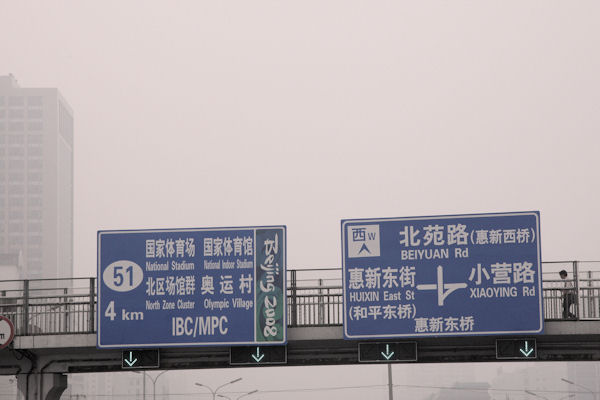 国家体育场 国家体育馆
National Stadium National Indoor Stadium
51 北区场馆群 奥运村
4 km North Zone Cluster Olympic Village
IBC/MPC
Beijing 2008
西W 北苑路(惠新西桥)
BEIYUAN Rd
惠新东街 小营路
HUIXIN East St XIAOYING Rd
(和平东桥)
惠新东桥